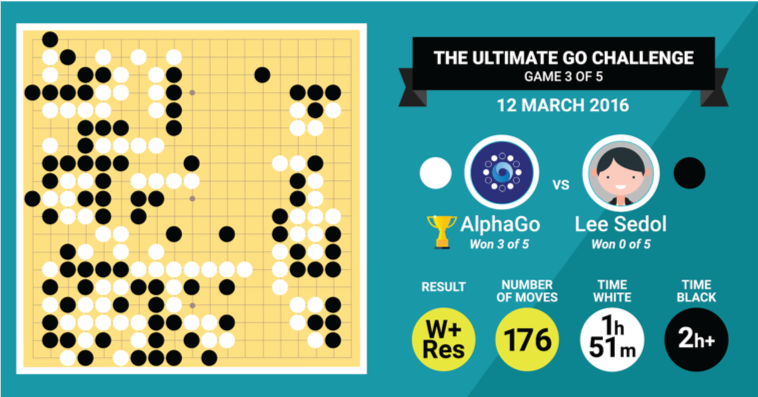 THE ULTIMATE GO CHALLENGE
GAME 3 OF 5
12 MARCH 2016
VS
AlphaGo
Won 3 of 5
Lee Sedol
Won 0 of 5
RESULT
W+
Res
NUMBER
OF MOVES
176
TIME
WHITE
1h
51m
TIME
BLACK
2h+